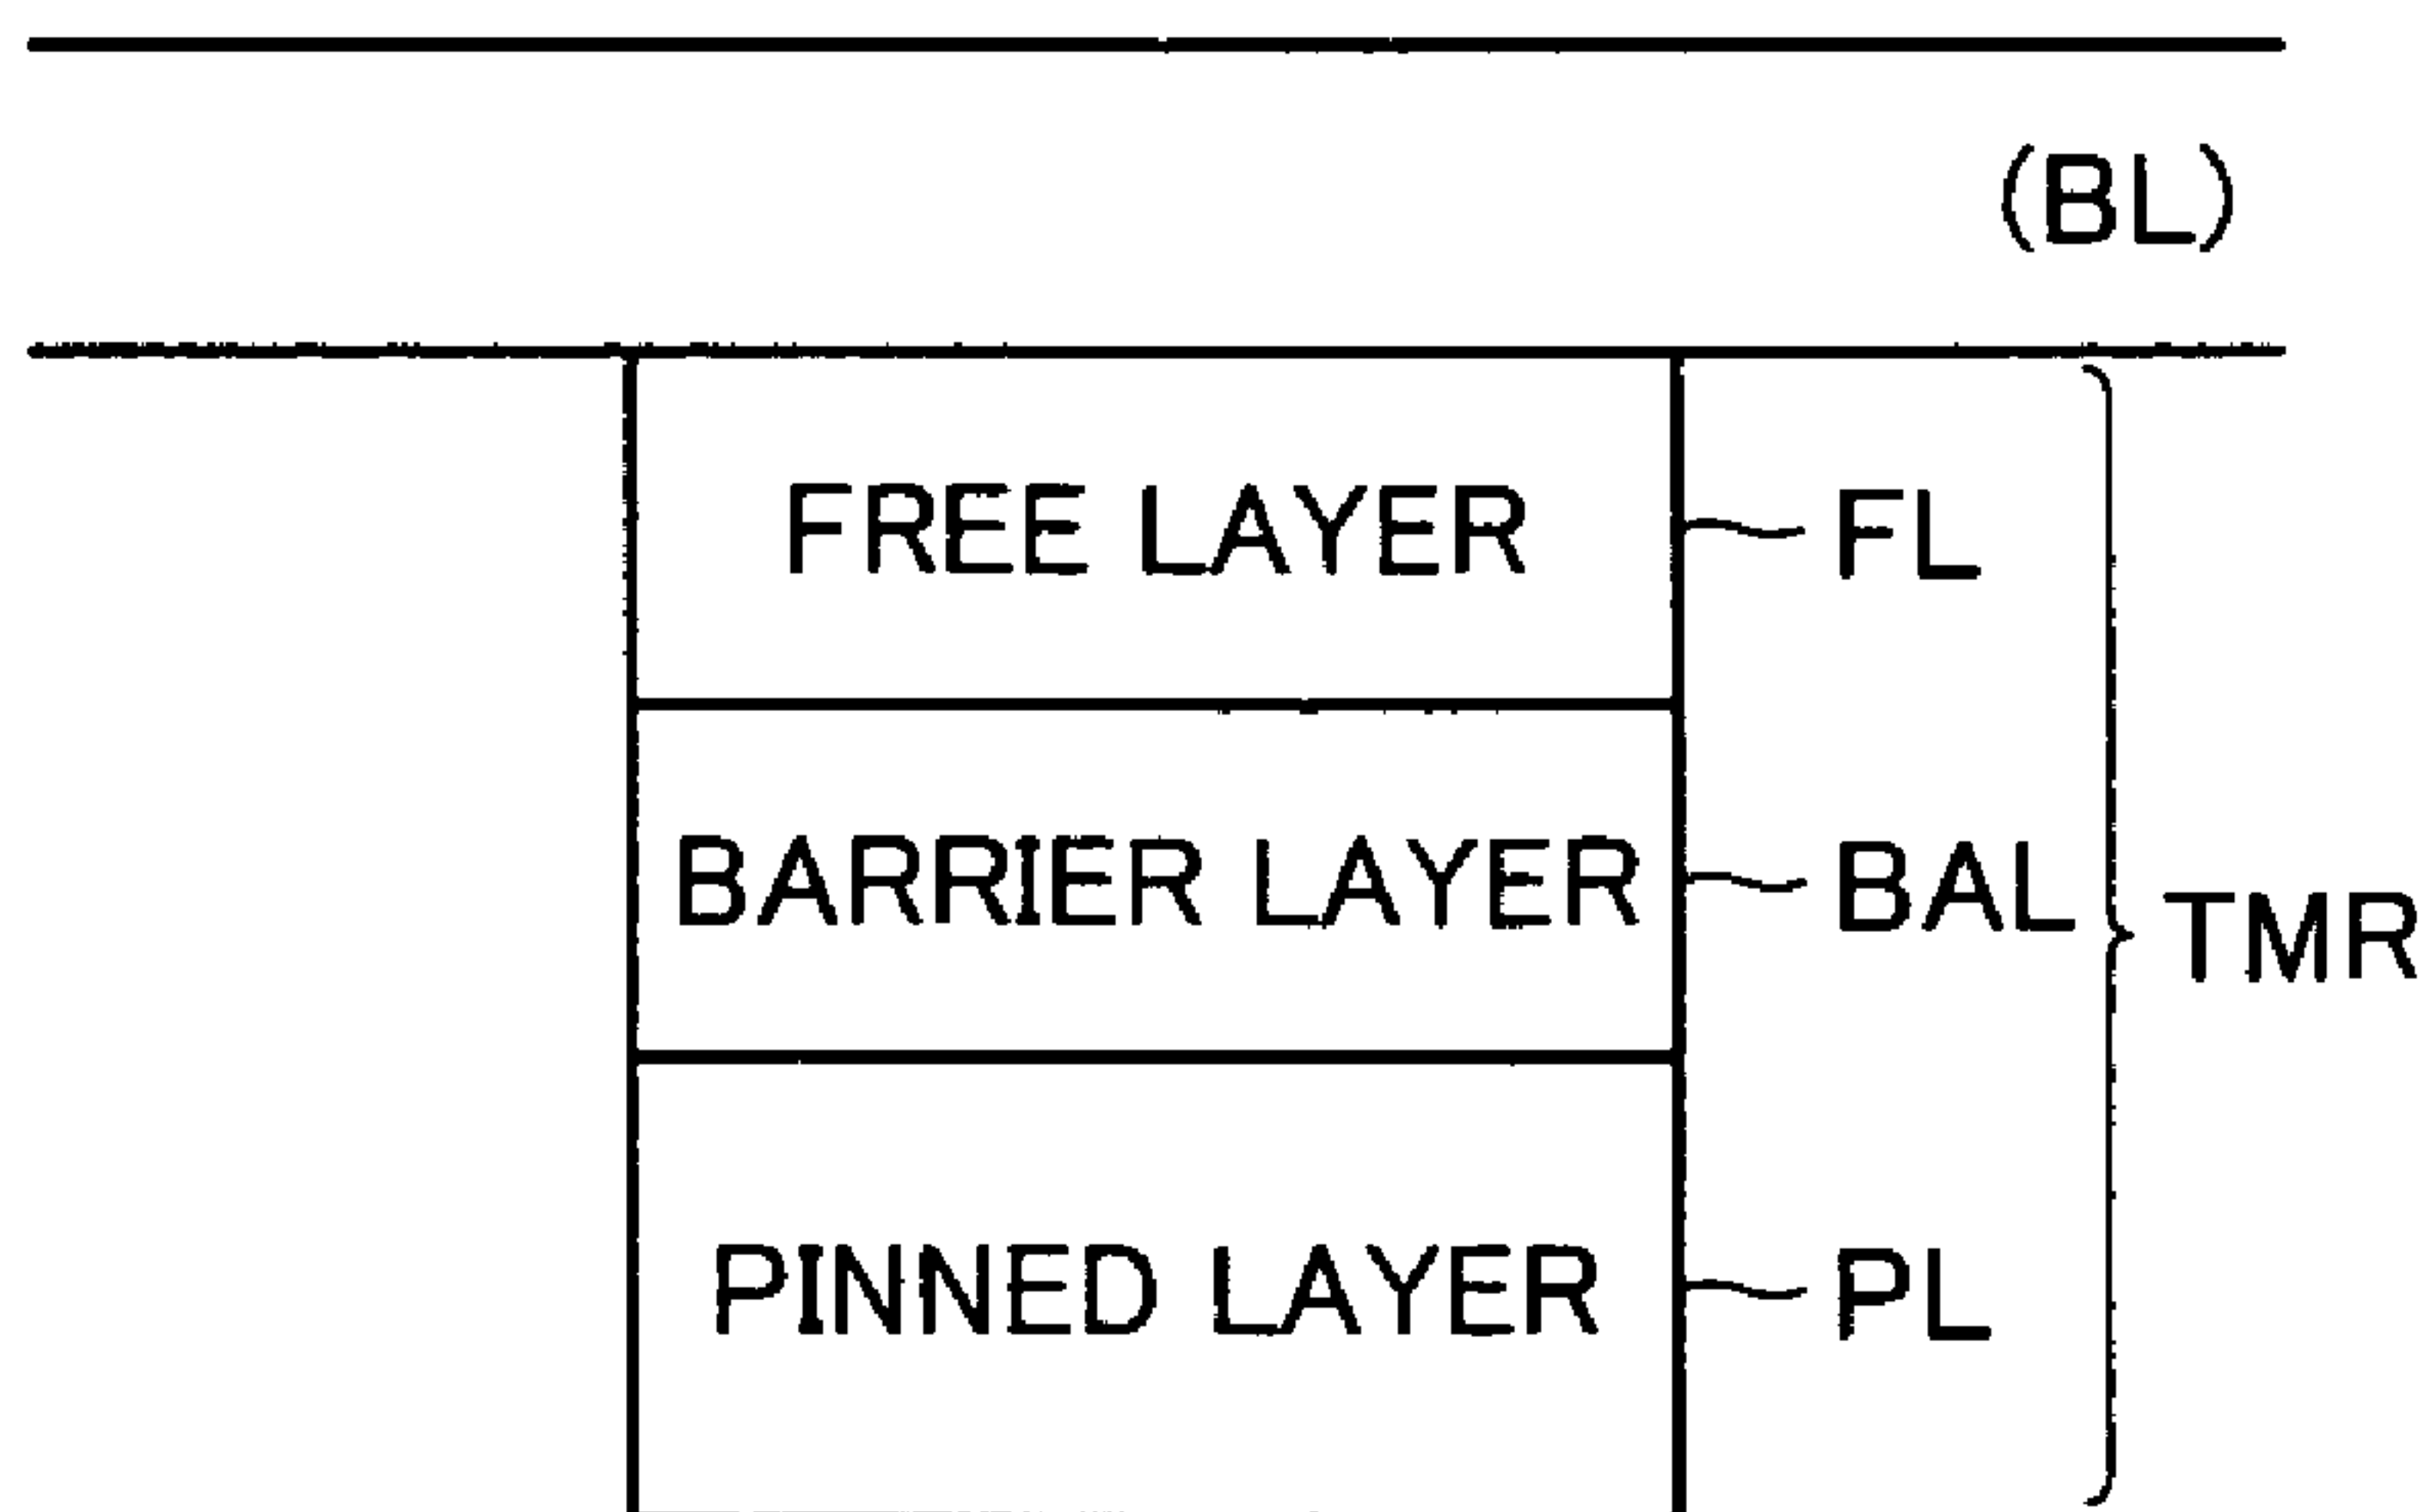 (BL)
FREE LAYER FL
BARRIER LAYER BAL
TMR
PINNED LAYER PL